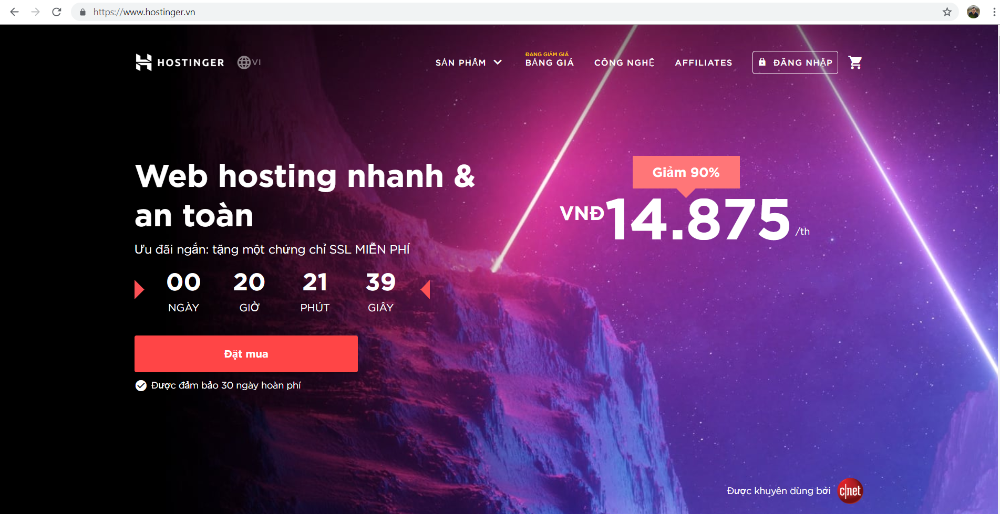 https://www.hostinger.vn
HOSTINGER
VI
SẢN PHẨM
ĐANG GIẢM GIÁ
BẢNG GIÁ
CÔNG NGHỆ
AFFILIATES
ĐĂNG NHẬP
Web hosting nhanh &
an toàn
Ưu đãi ngắn: tặng một chứng chỉ SSL MIỄN PHÍ
00 20 21 39
NGÀY GIỜ PHÚT GIÂY
Đặt mua
Được đảm bảo 30 ngày hoàn phí
Giảm 90%
VNĐ14.875 /th
Được khuyên dùng bởi c|net